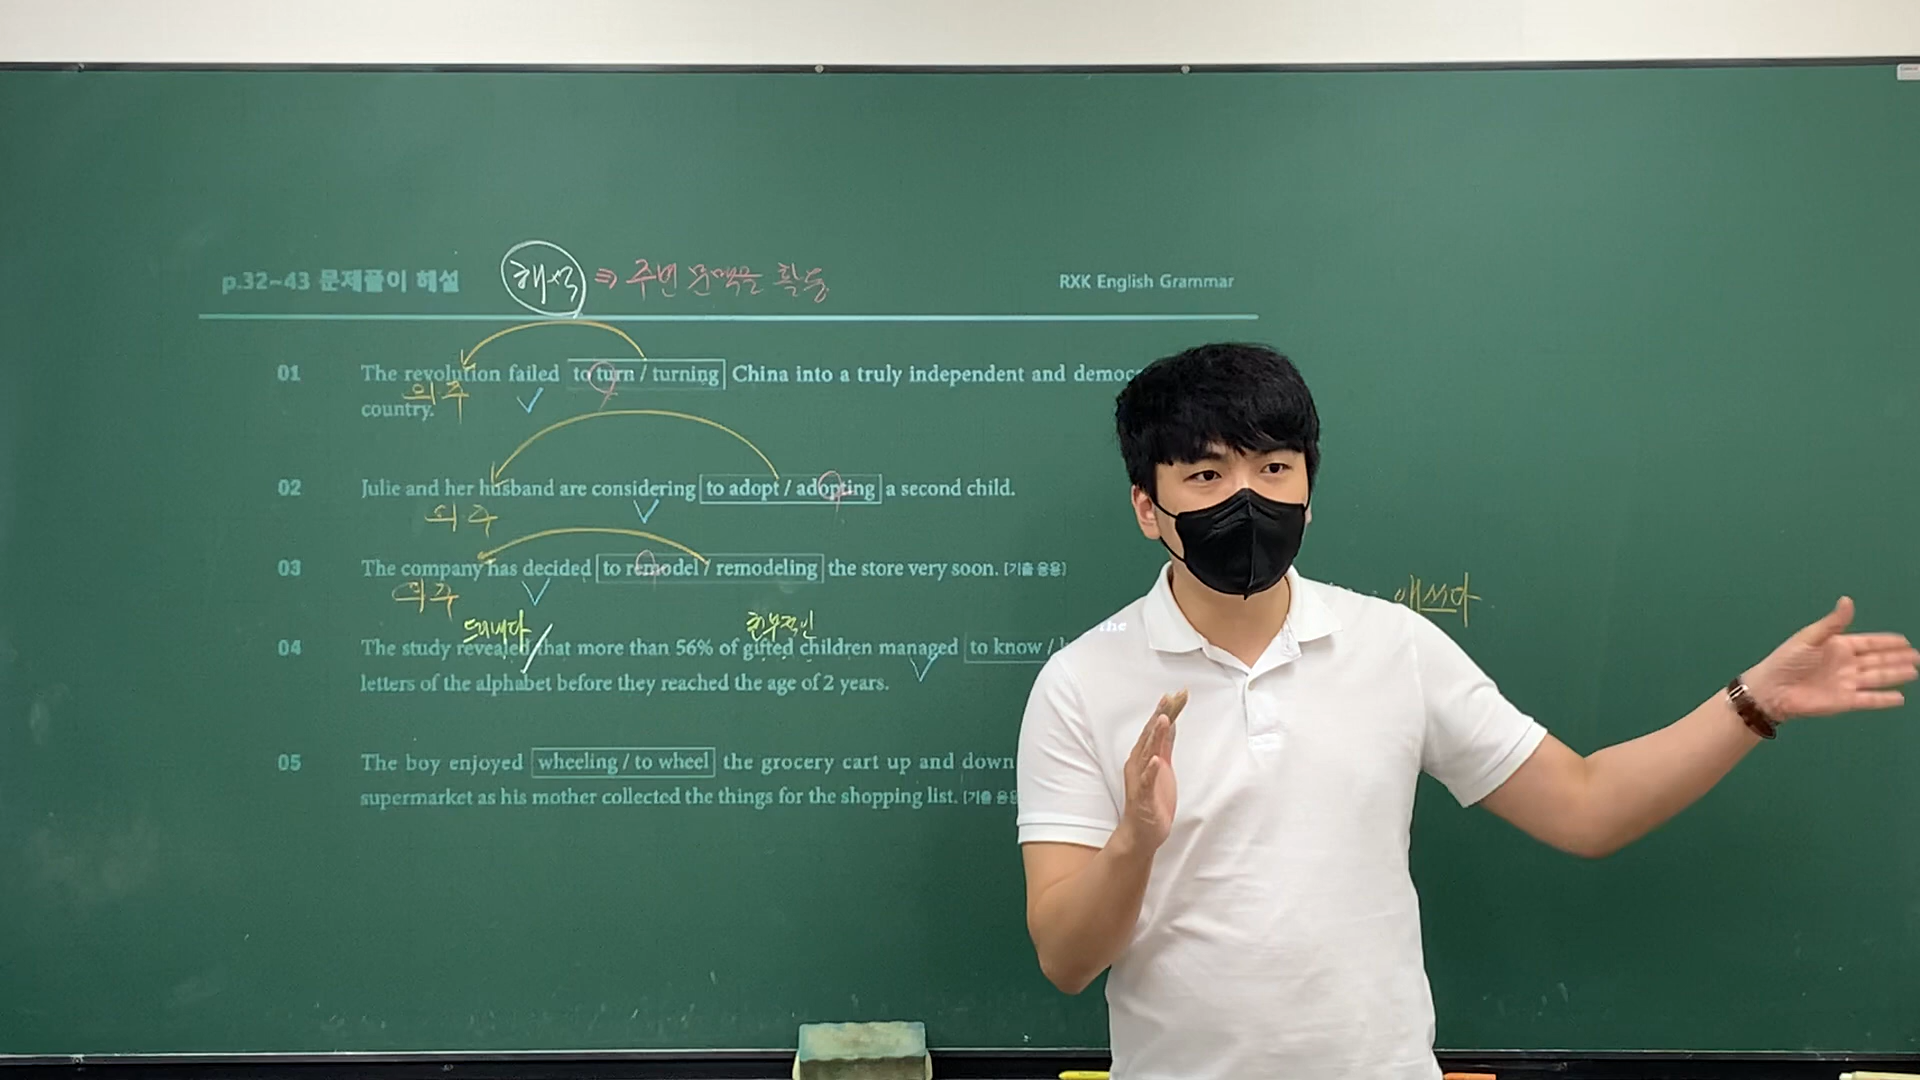 p.32~43 문제풀이 해설 해석 ⇒ 주변 문맥을 활용 RXK English Grammar
01 The revolution failed to turn / turning China into a truly independent and democ
의 주
country.
02 Julie and her husband are considering to adopt / adopting a second child.
의 주
03 The company has decided to remodel / remodeling the store very soon. [기출 응용]
의 주
애쓰다
드러내다 천부적인
04 The study revealed that more than 56% of gifted children managed to know / the
letters of the alphabet before they reached the age of 2 years.
05 The boy enjoyed wheeling / to wheel the grocery cart up and down
supermarket as his mother collected the things for the shopping list. [기출 응용